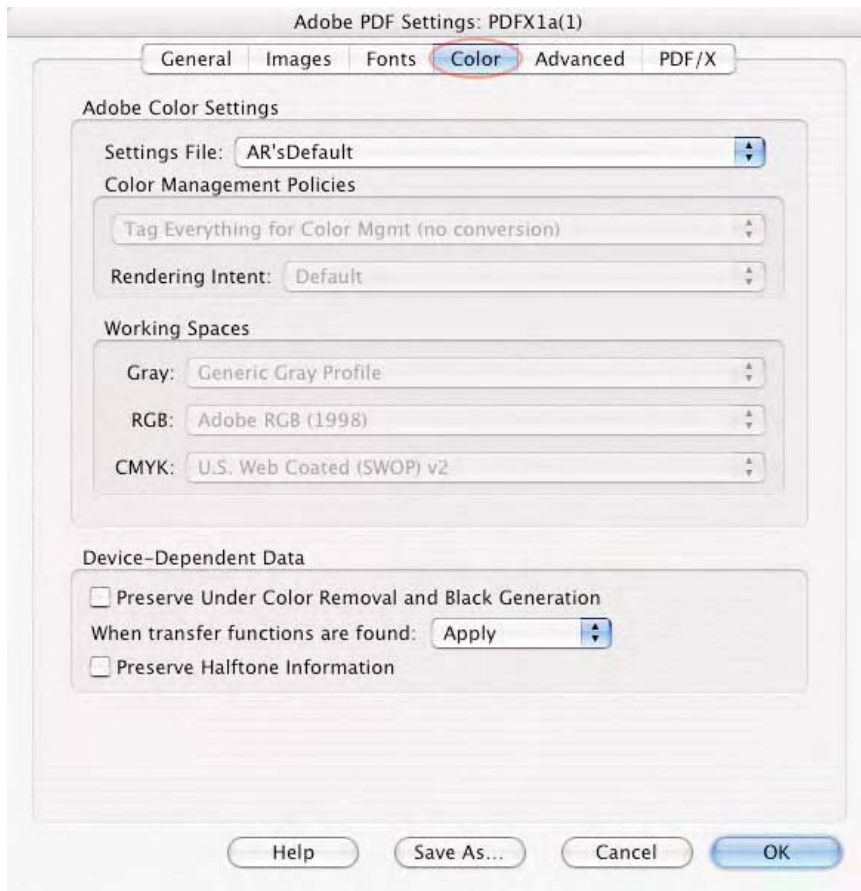 Adobe PDF Settings: PDFX1a(1)
General Images Fonts Color Advanced PDF/X
Adobe Color Settings
Settings File: AR'sDefault
Color Management Policies
Tag Everything for Color Mgmt (no conversion)
Rendering Intent: Default
Working Spaces
Gray: Generic Gray Profile
RGB: Adobe RGB (1998)
CMYK: U.S. Web Coated (SWOP) v2
Device-Dependent Data
Preserve Under Color Removal and Black Generation
When transfer functions are found: Apply
Preserve Halftone Information
Help Save As... Cancel OK